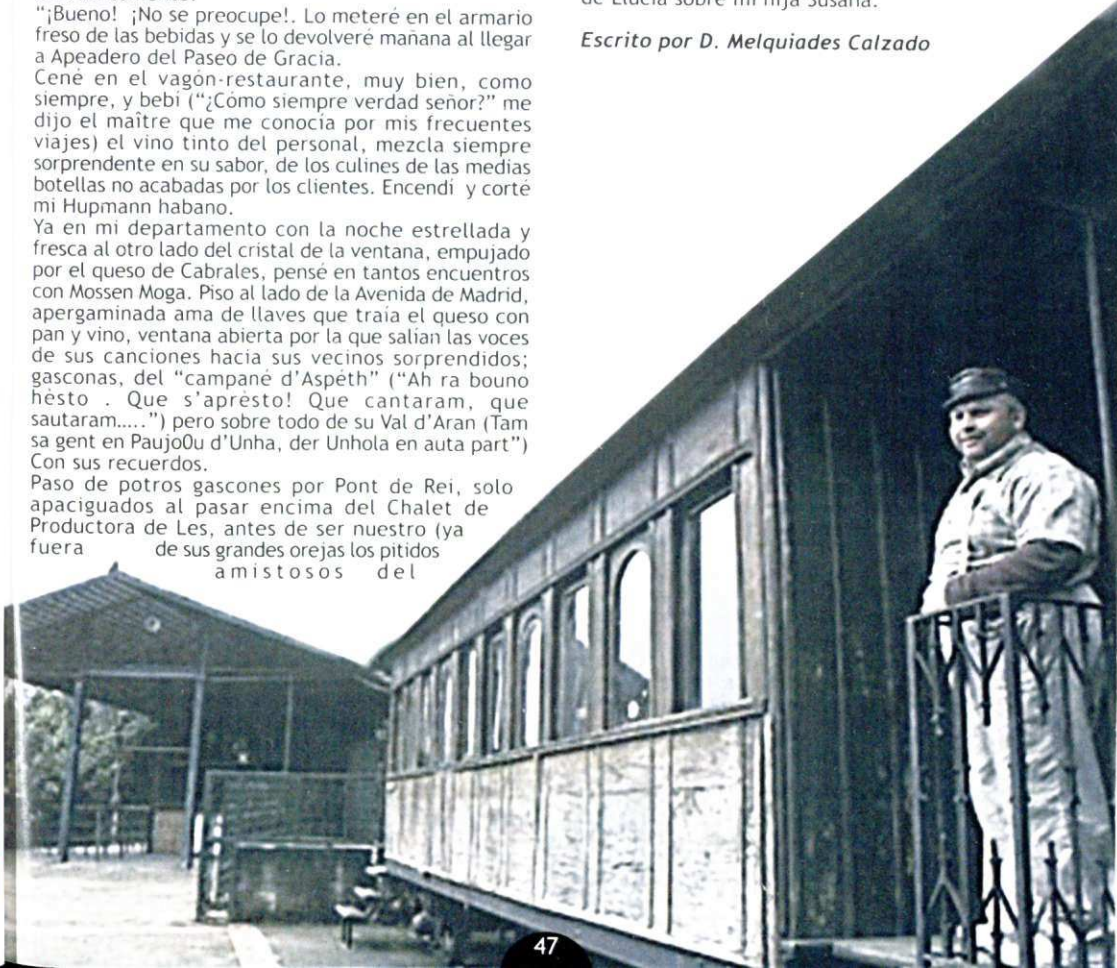 "¡Bueno! ¡No se preocupe!. Lo meteré en el armario
freso de las bebidas y se lo devolveré mañana al llegar
a Apeadero del Paseo de Gracia.
Cené en el vagón-restaurante, muy bien, como
siempre, y bebí ("¿Cómo siempre verdad señor?" me
dijo el maître que me conocía por mis frecuentes
viajes) el vino tinto del personal, mezcla siempre
sorprendente en su sabor, de los culines de las medias
botellas no acabadas por los clientes. Encendí y corté
mi Hupmann habano.
Ya en mi departamento con la noche estrellada y
fresca al otro lado del cristal de la ventana, empujado
por el queso de Cabrales, pensé en tantos encuentros
con Mossen Moga. Piso al lado de la Avenida de Madrid,
apergaminada ama de llaves que traía el queso con
pan y vino, ventana abierta por la que salían las voces
de sus canciones hacia sus vecinos sorprendidos;
gasconas, del "campané d'Aspéth" ("Ah ra bouno
hèsto . Que s'aprésto! Que cantaram, que
sautaram.....") pero sobre todo de su Val d'Aran (Tam
sa gent en Paujo0u d'Unha, der Unhola en auta part")
Con sus recuerdos.
Paso de potros gascones por Pont de Rei, solo
apaciguados al pasar encima del Chalet de
Productora de Les, antes de ser nuestro (ya
fuera de sus grandes orejas los pitidos
amistosos del
sobre mi hija Susana.
Escrito por D. Melquiades Calzado
47